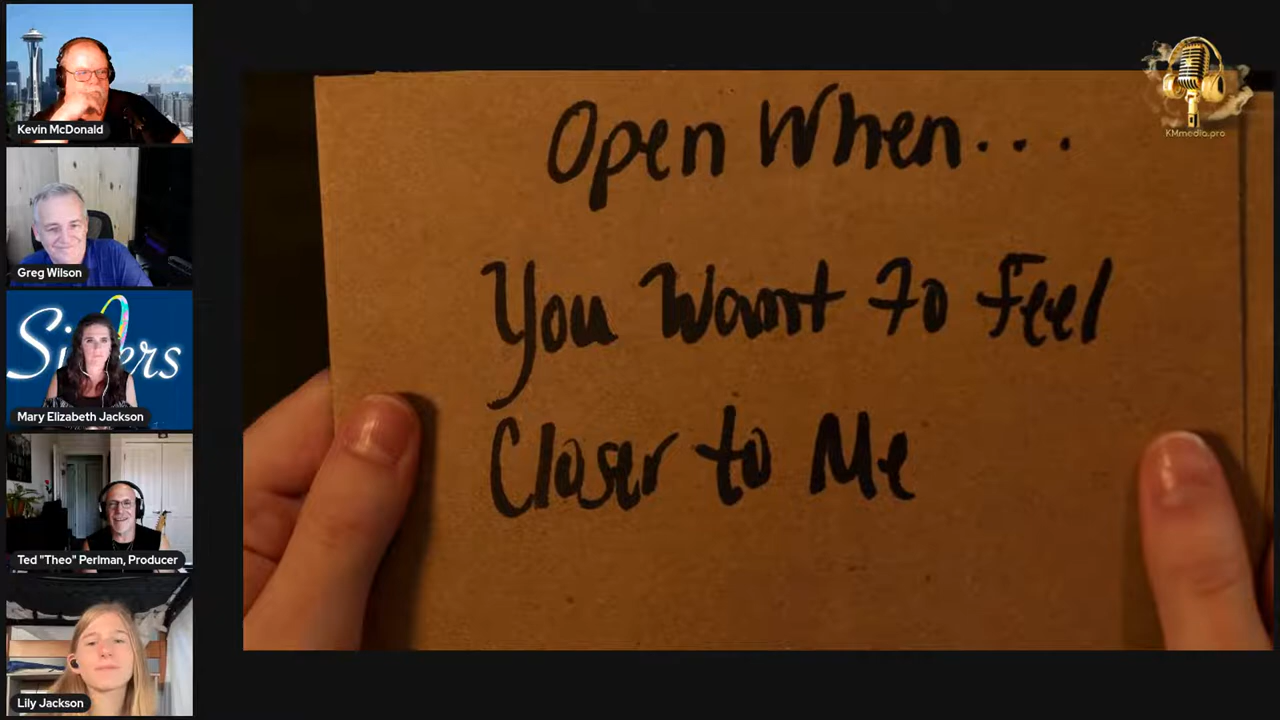 Kevin McDonald
Greg Wilson
Sisters
Mary Elizabeth Jackson
Ted "Theo" Perlman, Producer
Lily Jackson
Open When...
You Want To Feel
Closer to Me
KMmedia.pro